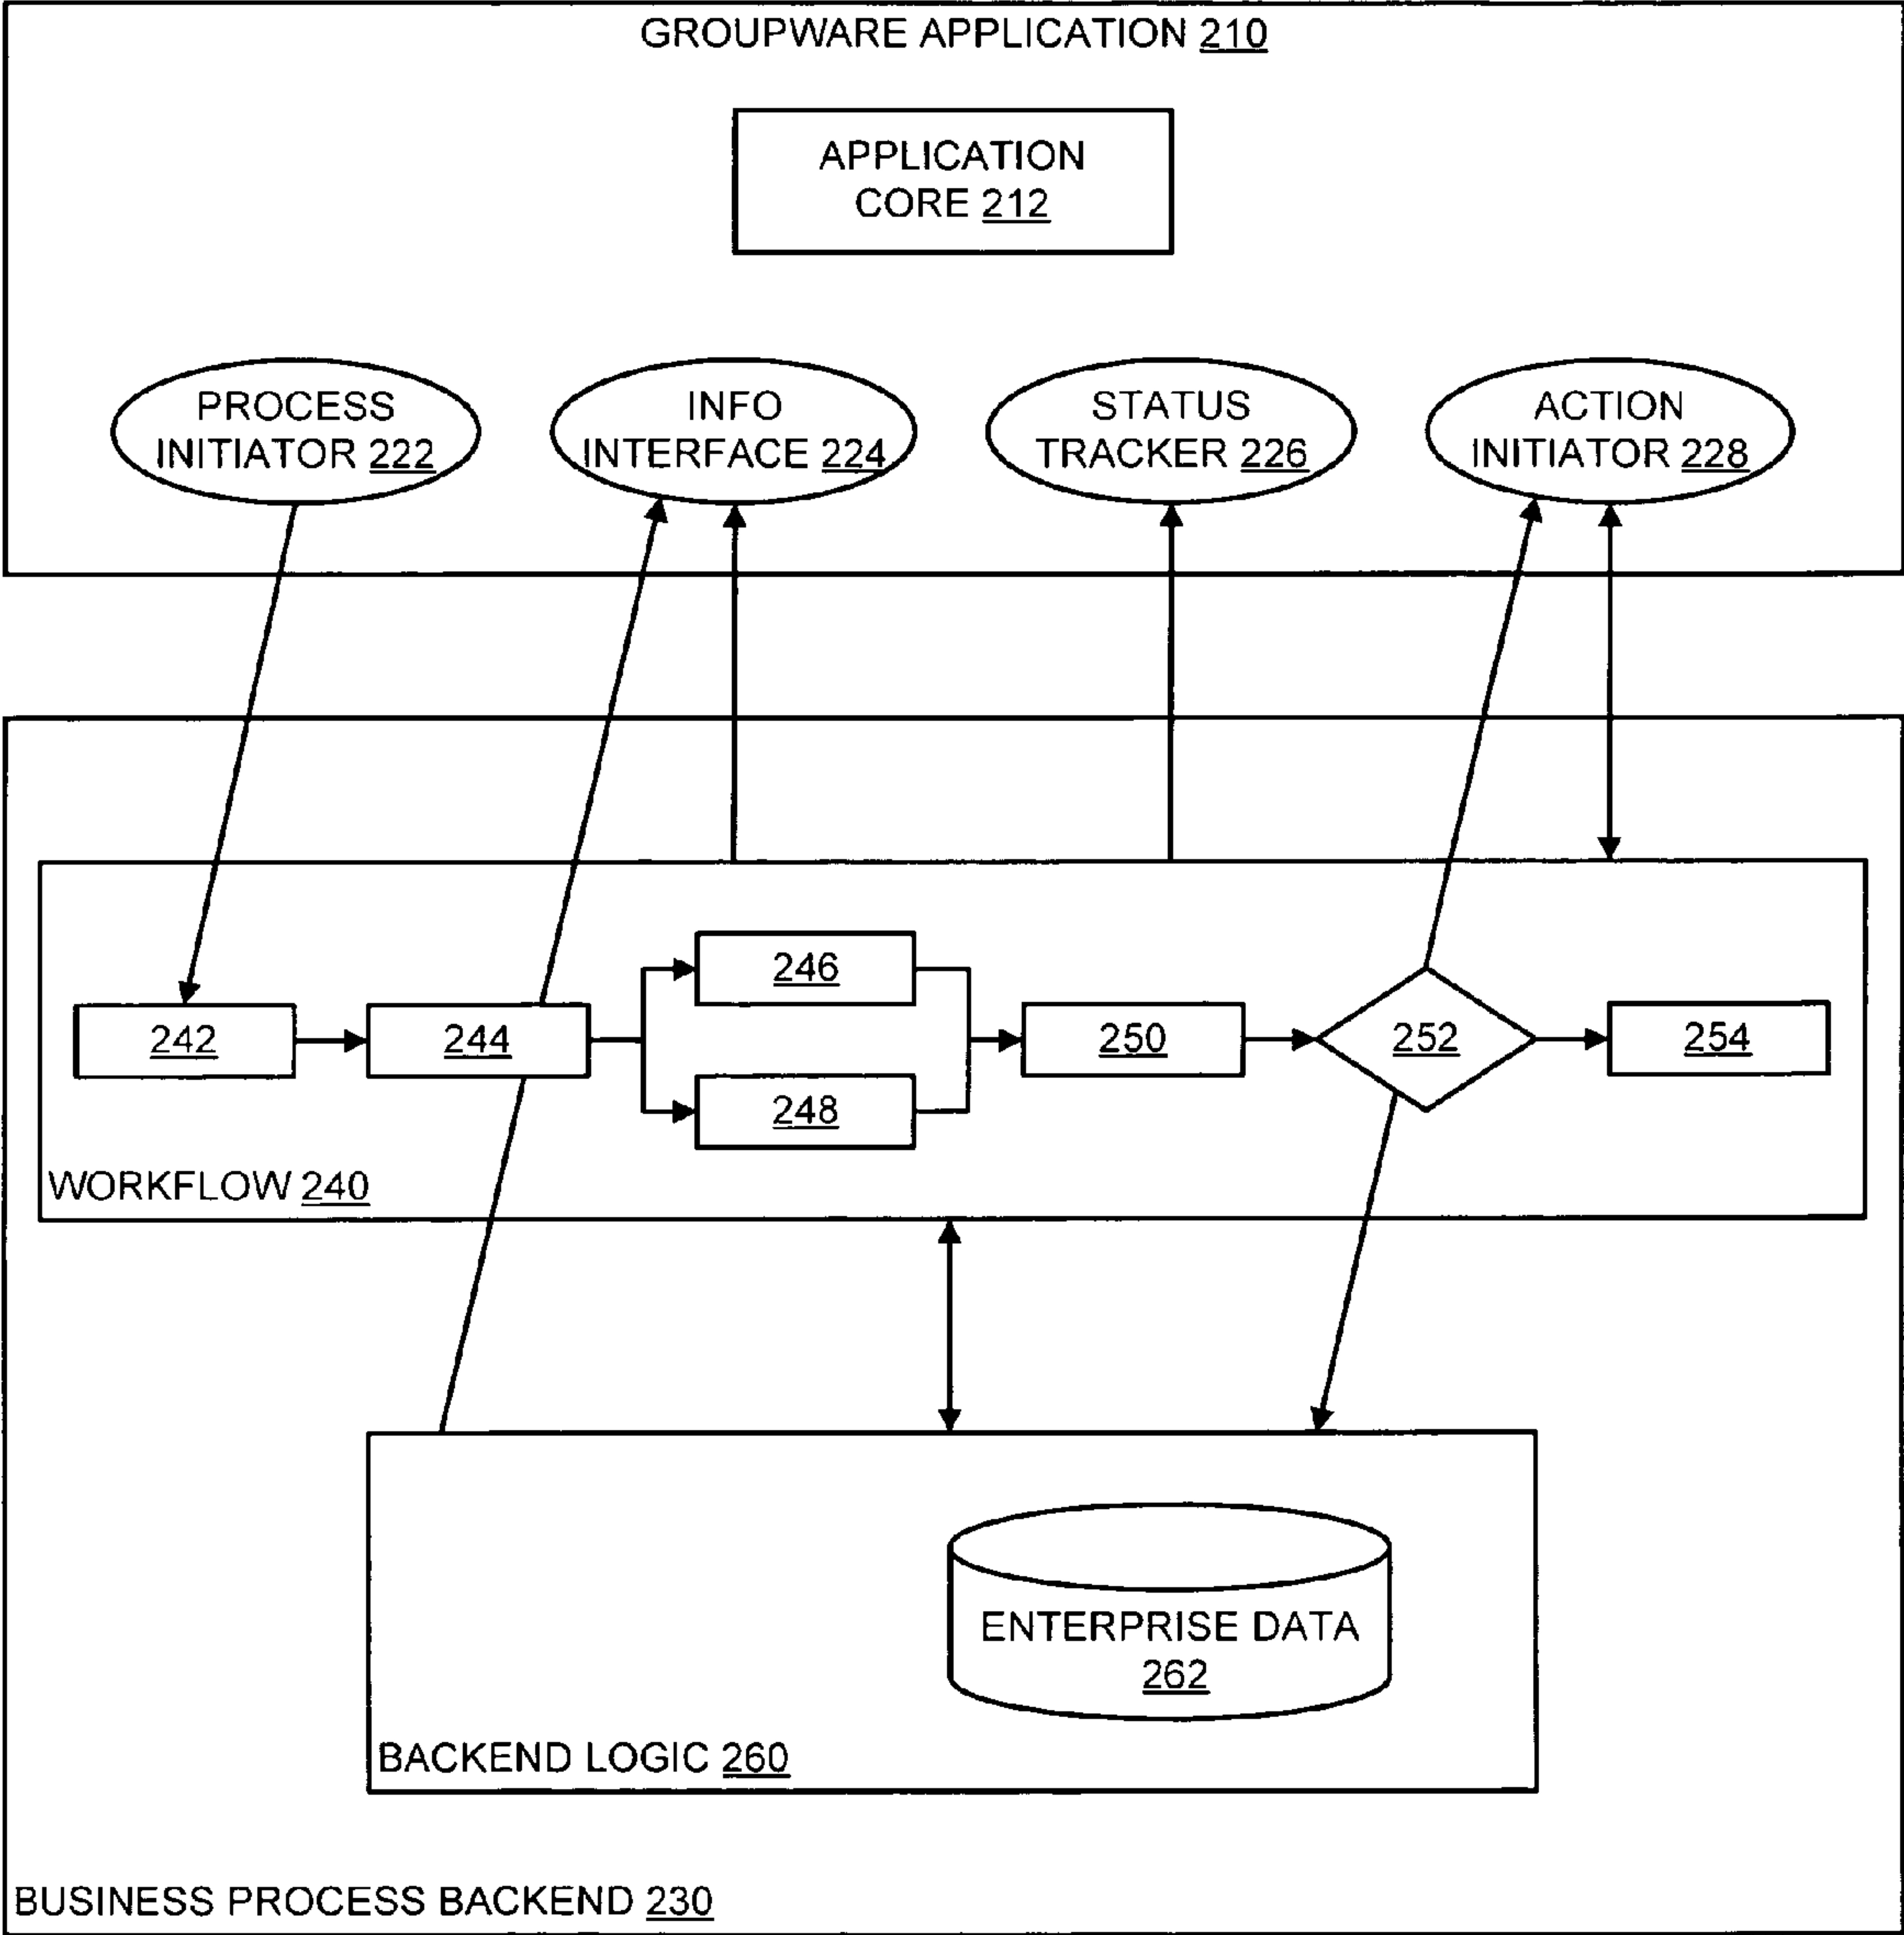 GROUPWARE APPLICATION 210
APPLICATION
CORE 212
PROCESS
INITIATOR 222
INFO
INTERFACE 224
STATUS
TRACKER 226
ACTION
INITIATOR 228
242
244
246
248
250
252
254
WORKFLOW 240
ENTERPRISE DATA
262
BACKEND LOGIC 260
BUSINESS PROCESS BACKEND 230